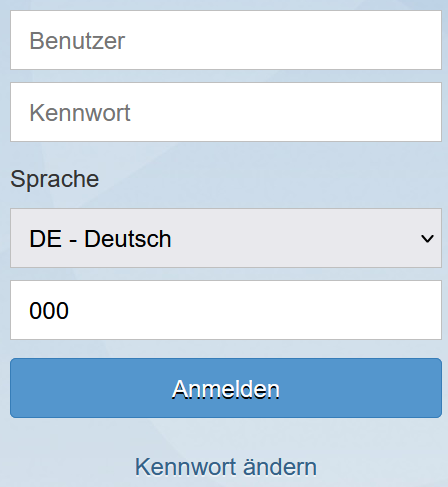 Benutzer
Kennwort
Sprache
DE - Deutsch
000
Anmelden
Kennwort ändern